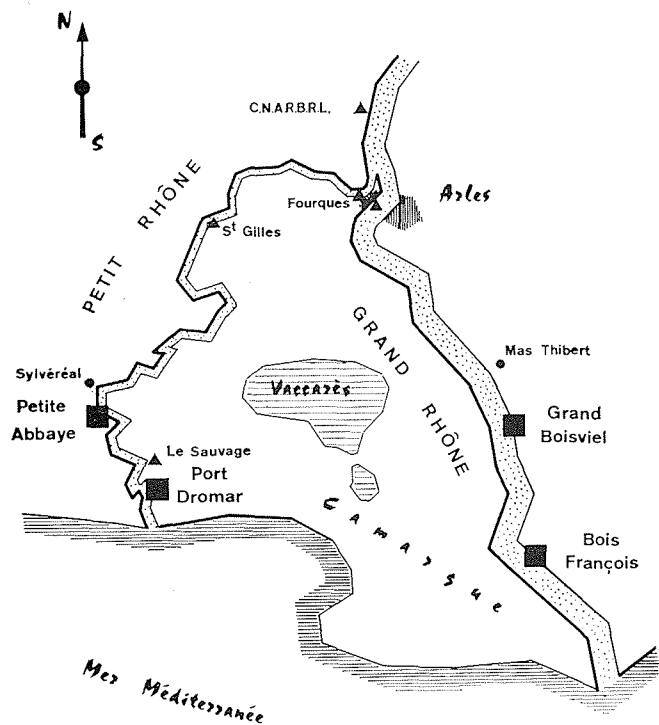 N
S
C.N.A.R.B.R.L.
PETIT RHÔNE
Fourques
Arles
St Gilles
GRAND RHÔNE
Mas Thibert
Sylvéréal
Petite
Abbaye
Vaccarès
Grand
Boisviel
Le Sauvage
Port
Dromar
Camargue
Bois
François
Mer Méditerranée